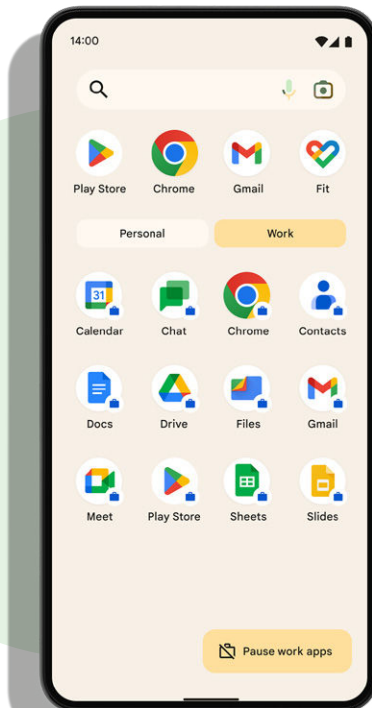 14:00
Play Store Chrome Gmail Fit
Personal Work
31
Calendar Chat Chrome Contacts
Docs Drive Files Gmail
Meet Play Store Sheets Slides
Pause work apps